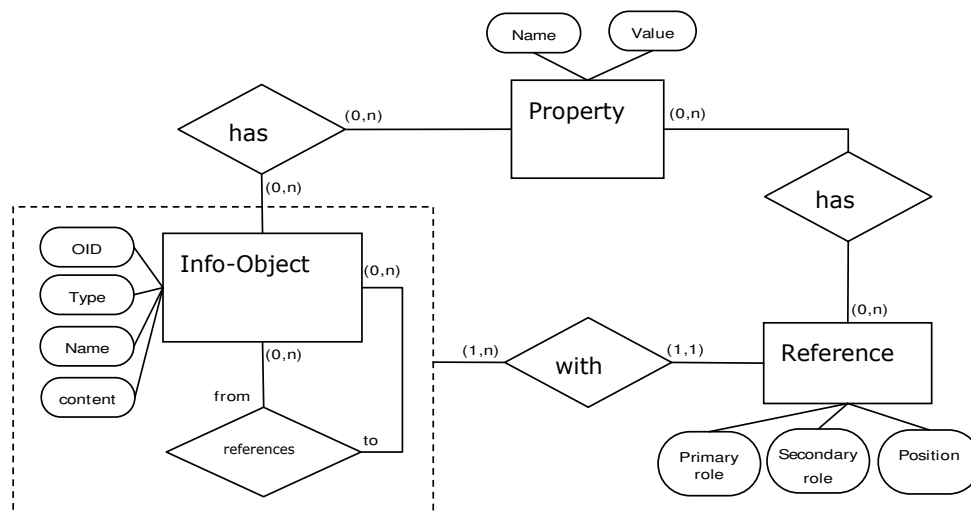 Name
Value
(0,n)
Property
(0,n)
has
(0,n)
has
OID
Info-Object
(0,n)
Type
(0,n)
Name
(0,n)
(1,n)
with
(1,1)
Reference
content
from
references
to
Primary
role
Secondary
role
Position